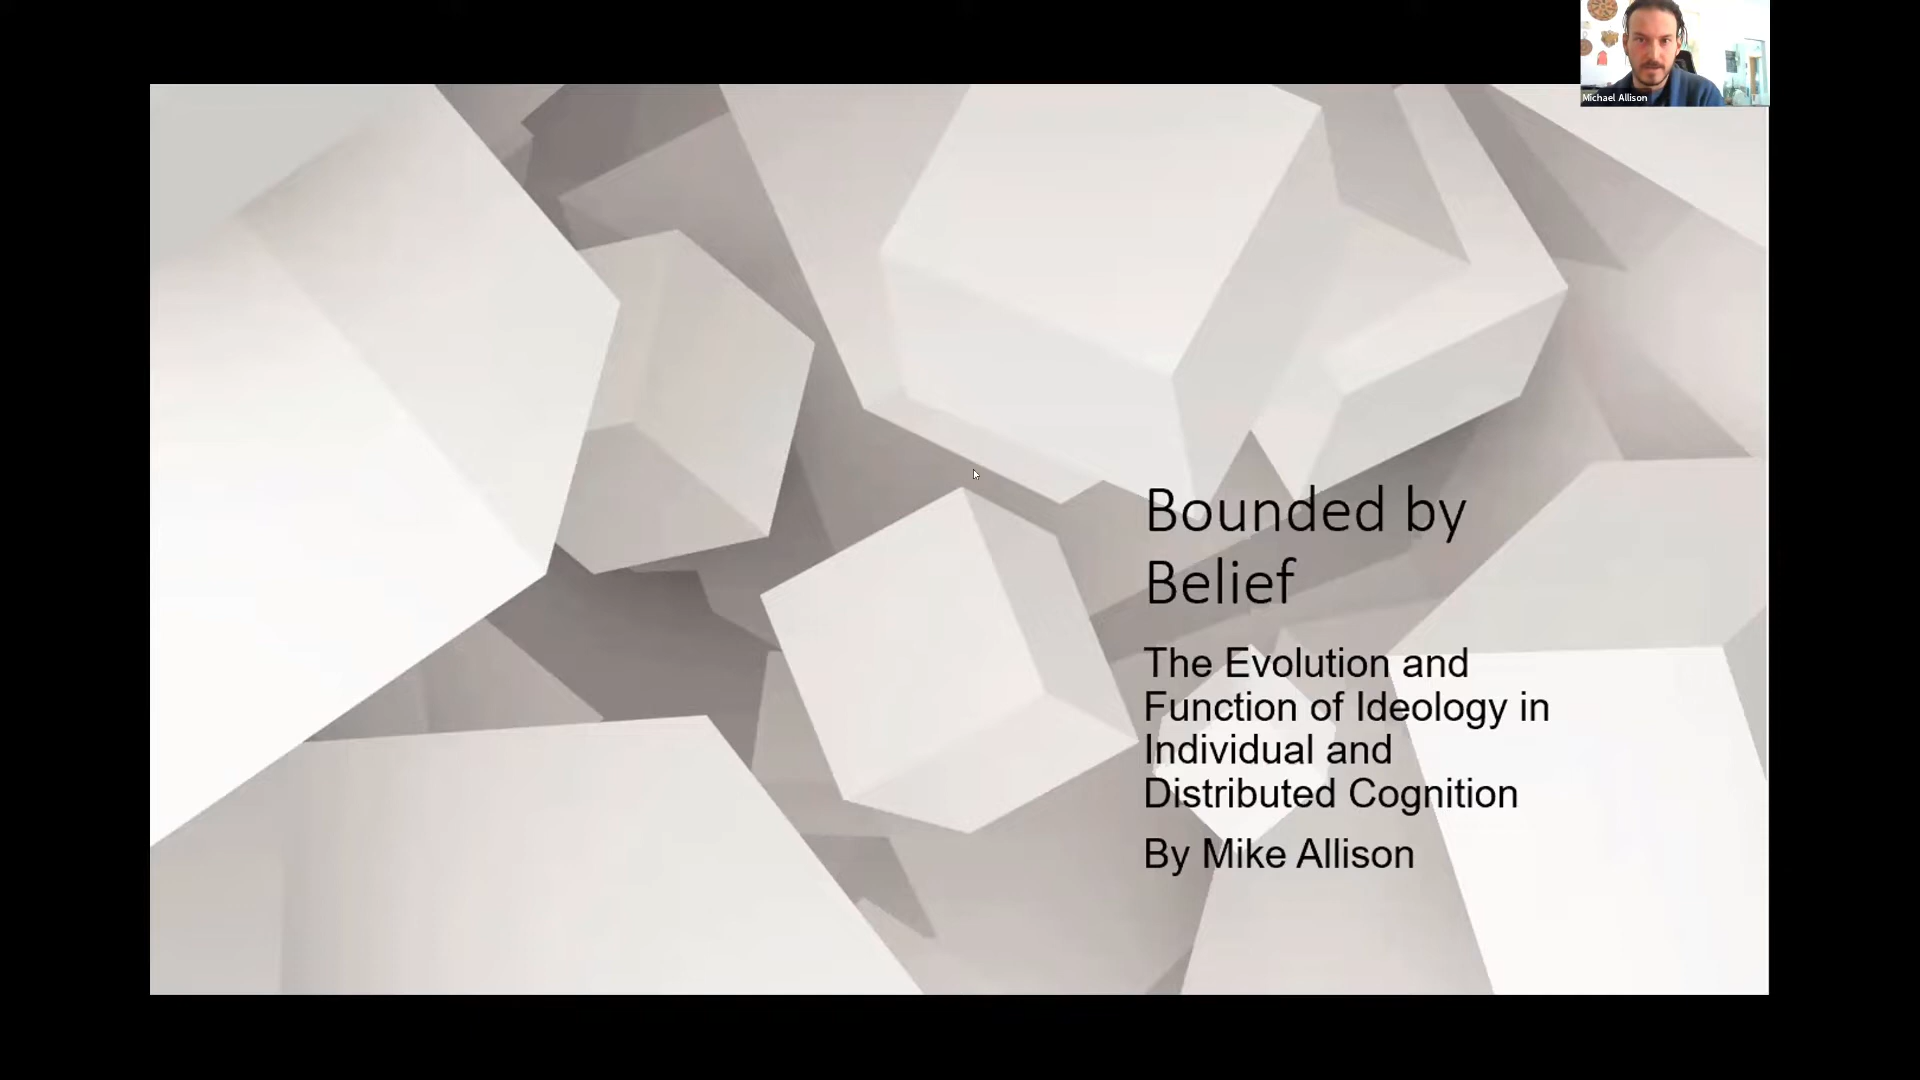 Michael Allison
Bounded by
Belief
The Evolution and
Function of Ideology in
Individual and
Distributed Cognition
By Mike Allison